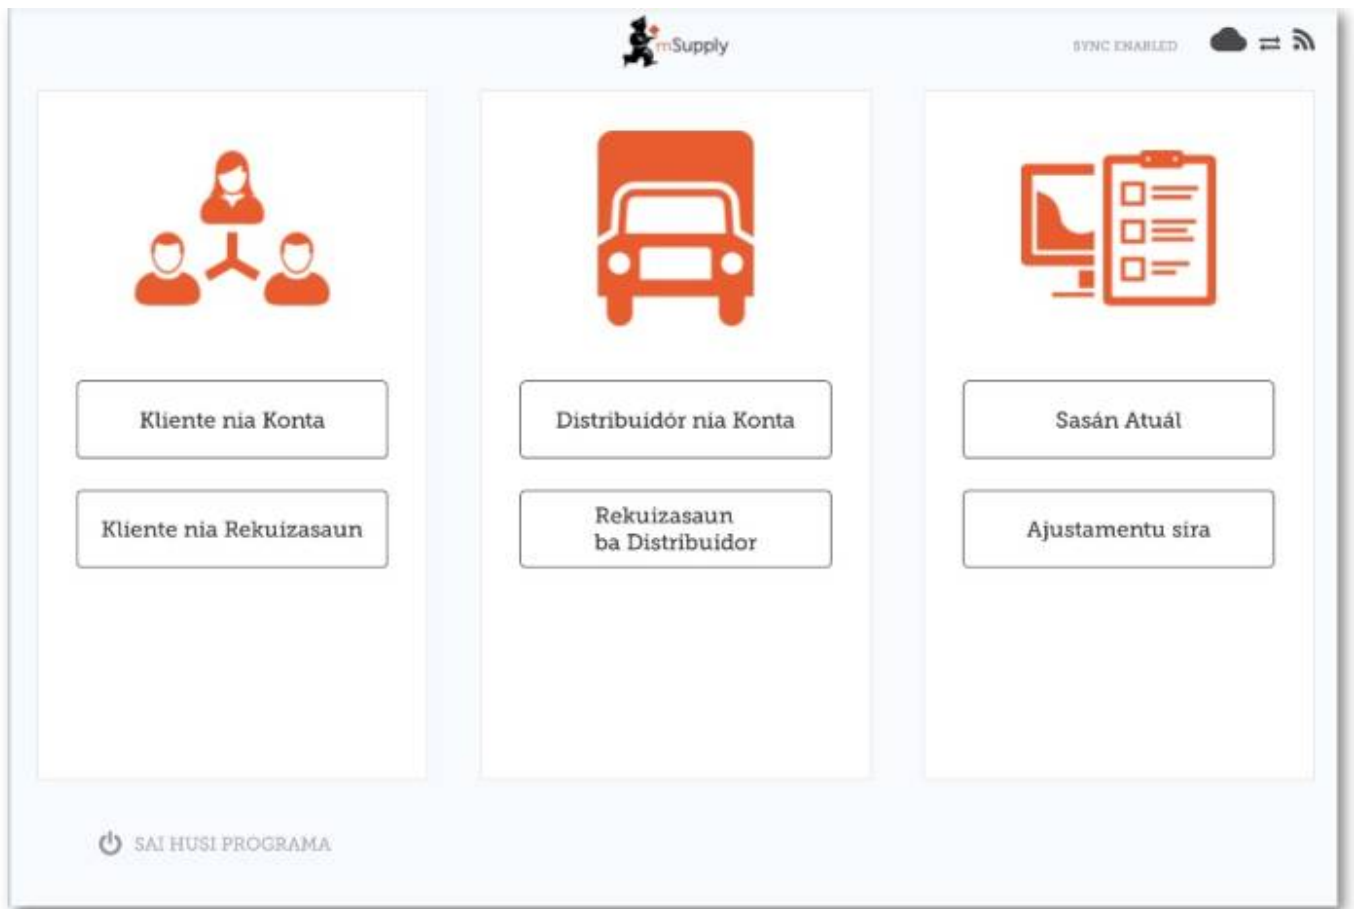 mSupply
SYNC ENABLED
Kliente nia Konta
Kliente nia Rekuizasaun
Distribuidór nia Konta
Rekuizasaun
ba Distribuidor
Sasán Atuál
Ajustamentu sira
SAI HUSI PROGRAMA